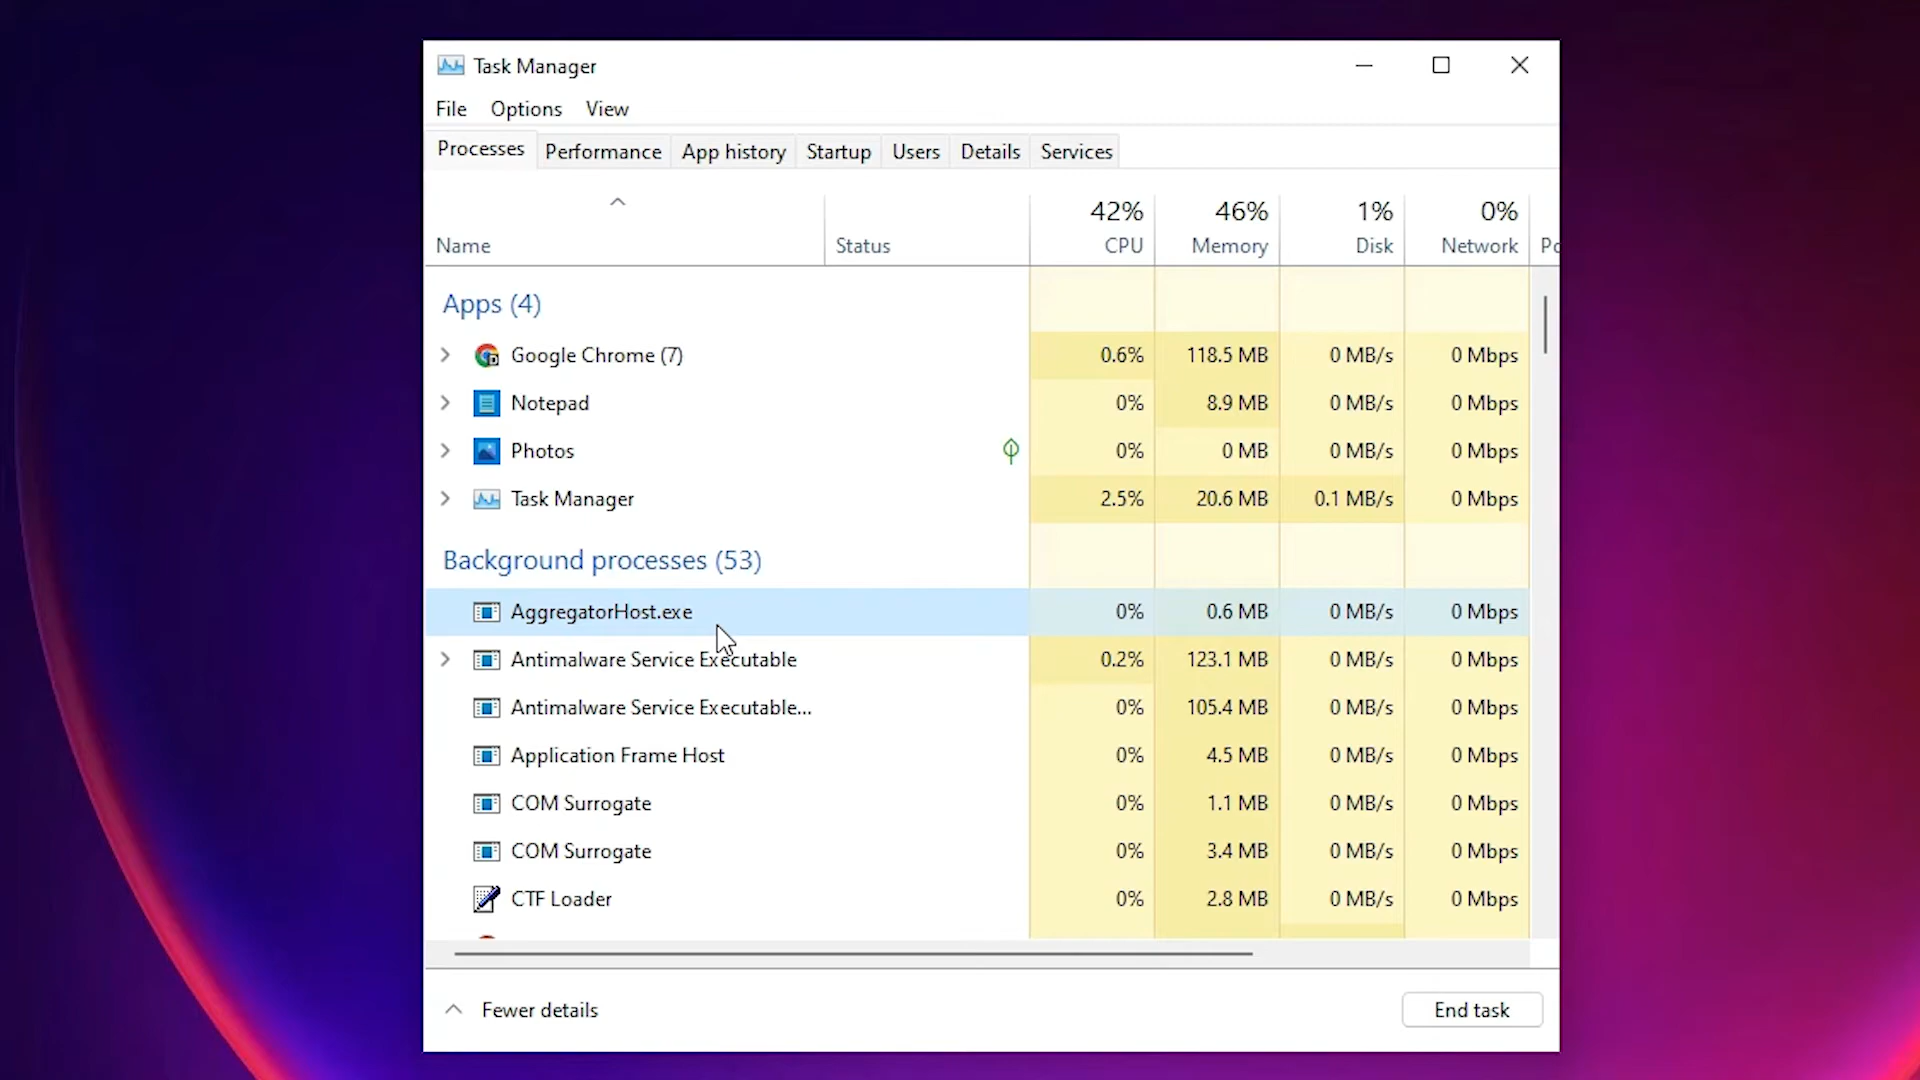 Task Manager
File Options View
Processes Performance App history Startup Users Details Services
42% 46% 1% 0%
Name Status CPU Memory Disk Network Po
Apps (4)
Google Chrome (7) 0.6% 118.5 MB 0 MB/s 0 Mbps
Notepad 0% 8.9 MB 0 MB/s 0 Mbps
Photos 0% 0 MB 0 MB/s 0 Mbps
Task Manager 2.5% 20.6 MB 0.1 MB/s 0 Mbps
Background processes (53)
AggregatorHost.exe 0% 0.6 MB 0 MB/s 0 Mbps
Antimalware Service Executable 0.2% 123.1 MB 0 MB/s 0 Mbps
Antimalware Service Executable... 0% 105.4 MB 0 MB/s 0 Mbps
Application Frame Host 0% 4.5 MB 0 MB/s 0 Mbps
COM Surrogate 0% 1.1 MB 0 MB/s 0 Mbps
COM Surrogate 0% 3.4 MB 0 MB/s 0 Mbps
CTF Loader 0% 2.8 MB 0 MB/s 0 Mbps
Fewer details End task